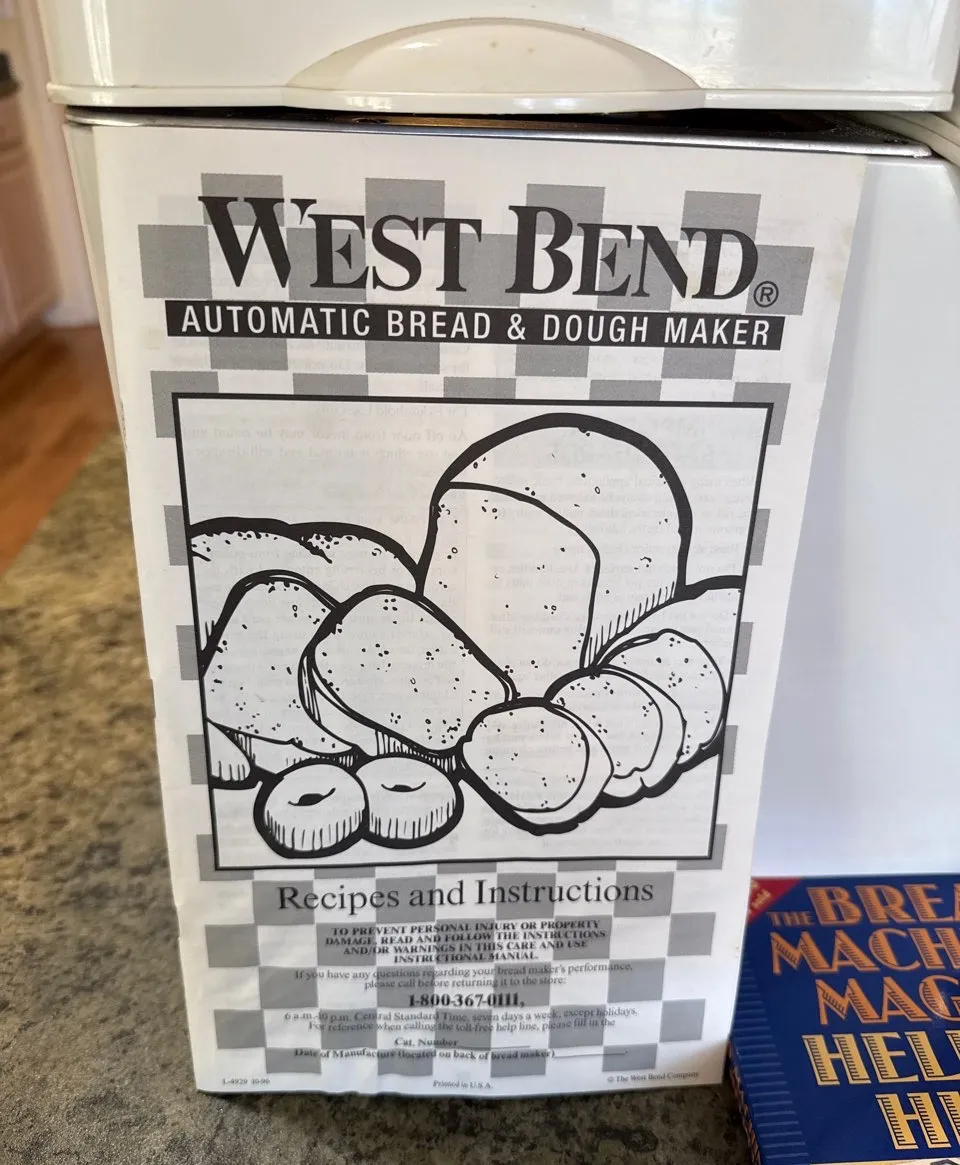 WEST BEND®
AUTOMATIC BREAD & DOUGH MAKER
Recipes and Instructions
TO PREVENT PERSONAL INJURY OR PROPERTY
DAMAGE, READ AND FOLLOW THE INSTRUCTIONS
AND/OR WARNINGS IN THIS CARE AND USE
INSTRUCTIONAL MANUAL.
If you have any questions regarding your bread maker's performance,
please call before returning it to the store:
1-800-367-0111,
6 a.m.-10 p.m. Central Standard Time, seven days a week, except holidays.
For reference when calling the toll-free help line, please fill in the
Cat. Number
Date of Manufacture (located on back of bread maker)
L-4929 10-96
Printed in U.S.A.
© The West Bend Company
THE BREA
MACH
MAG
HEL
H